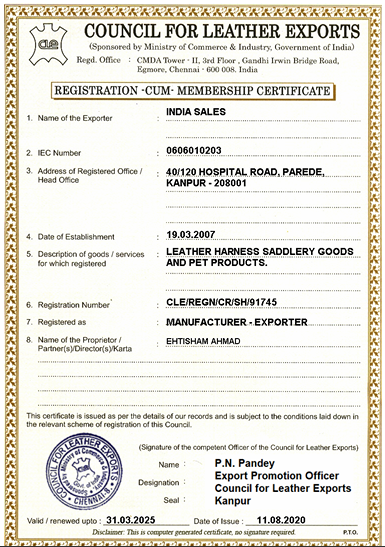 COUNCIL FOR LEATHER EXPORTS
(Sponsored by Ministry of Commerce & Industry, Government of India)
Regd. Office : CMDA Tower - II, 3rd Floor , Gandhi Irwin Bridge Road,
Egmore, Chennai - 600 008. India
REGISTRATION -CUM- MEMBERSHIP CERTIFICATE
1. Name of the Exporter : INDIA SALES
2. IEC Number : 0606010203
3. Address of Registered Office / : 40/120 HOSPITAL ROAD, PAREDE,
Head Office KANPUR - 208001
4. Date of Establishment : 19.03.2007
5. Description of goods / services : LEATHER HARNESS SADDLERY GOODS
for which registered AND PET PRODUCTS.
6. Registration Number : CLE/REGN/CR/SH/91745
7. Registered as : MANUFACTURER - EXPORTER
8. Name of the Proprietor / : EHTISHAM AHMAD
Partner(s)/Director(s)/Karta
This certificate is issued as per the details of our records and is subject to the conditions laid down in
the relevant scheme of registration of this Council.
(Signature of the competent Officer of the Council for Leather Exports)
COUNCIL FOR LEATHER EXPORTS
CHENNAI-8.
Name : P.N. Pandey
Designation : Export Promotion Officer
Council for Leather Exports
Seal : Kanpur
Valid / renewed upto : 31.03.2025 Date of Issue : 11.08.2020
Disclaimer: This is computer generated certificate, no signature required. P.T.O.